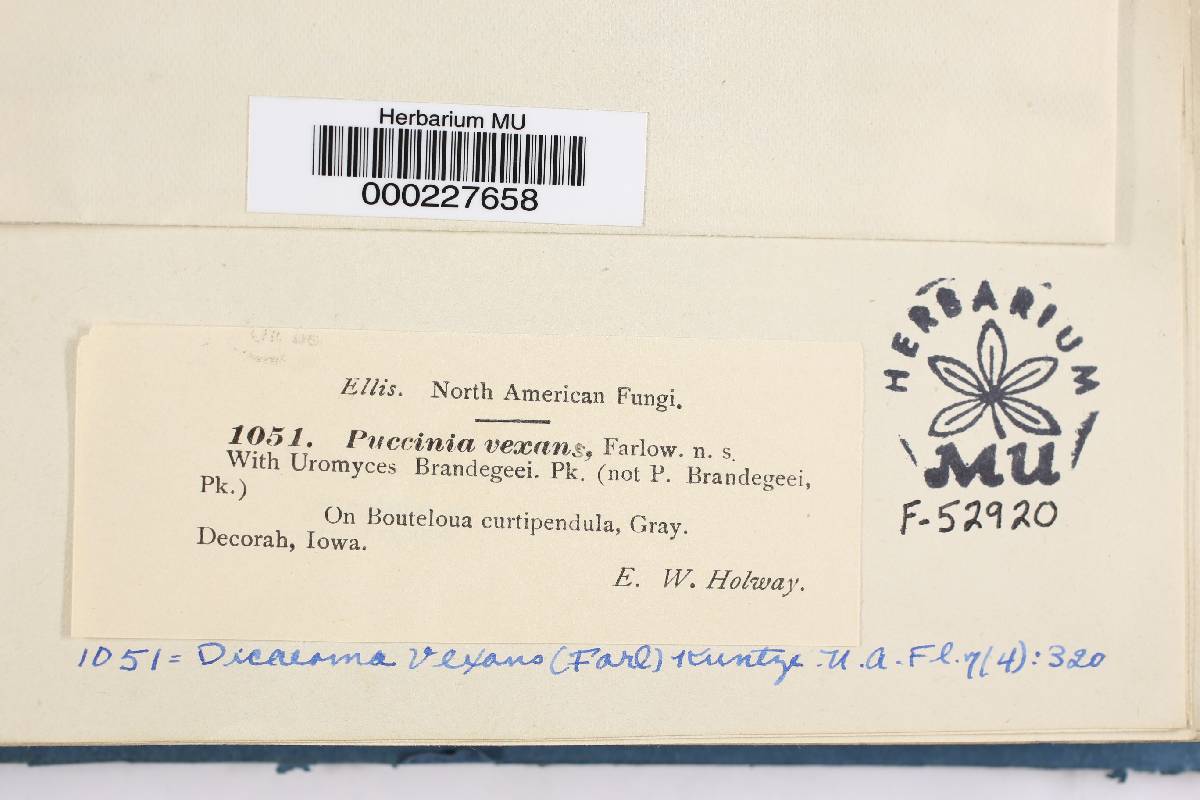 Herbarium MU
000227658
HERBARIUM
MU
F-52920
Ellis. North American Fungi.
1051. Puccinia vexans, Farlow. n. s.
With Uromyces Brandegeei. Pk. (not P. Brandegeei,
Pk.)
On Bouteloua curtipendula, Gray.
Decorah, Iowa.
E. W. Holway.
1051 = Dicaeoma vexans (Farl) Kuntze. N. A. Fl. 7(4): 320